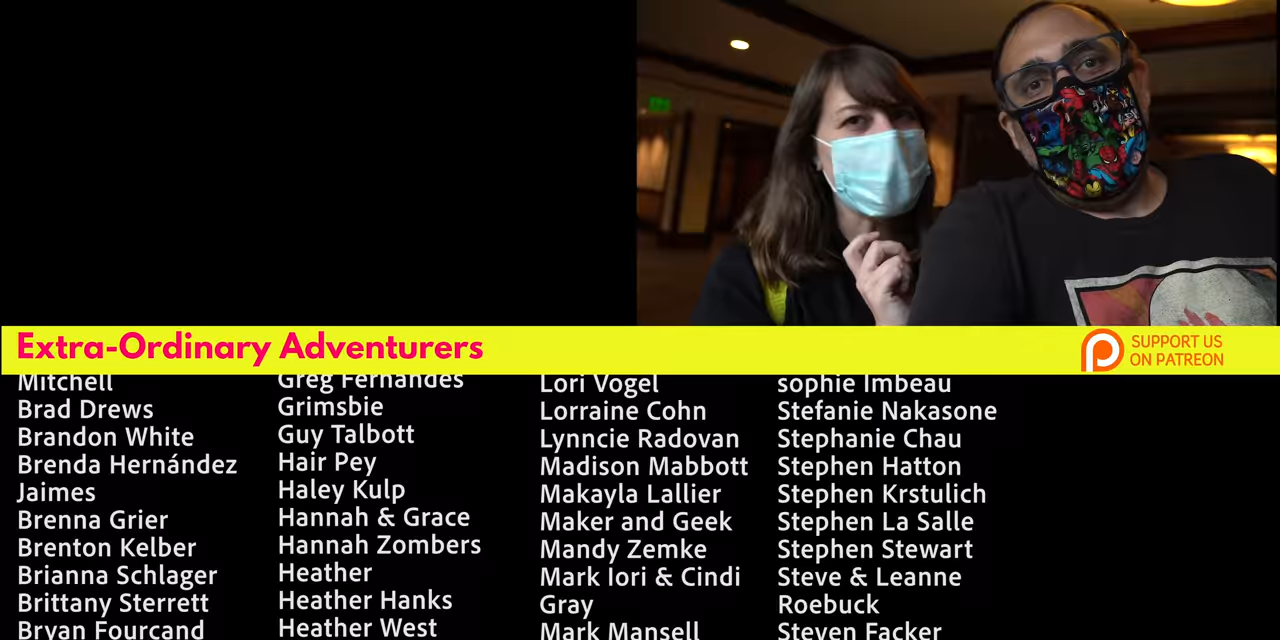 Extra-Ordinary Adventurers
SUPPORT US
ON PATREON
Mitchell
Brad Drews
Brandon White
Brenda Hernández
Jaimes
Brenna Grier
Brenton Kelber
Brianna Schlager
Brittany Sterrett
Bryan Fourcand
Greg Fernandes
Grimsbie
Guy Talbott
Hair Pey
Haley Kulp
Hannah & Grace
Hannah Zombers
Heather
Heather Hanks
Heather West
Lori Vogel
Lorraine Cohn
Lynncie Radovan
Madison Mabbott
Makayla Lallier
Maker and Geek
Mandy Zemke
Mark Iori & Cindi
Gray
Mark Mansell
sophie Imbeau
Stefanie Nakasone
Stephanie Chau
Stephen Hatton
Stephen Krstulich
Stephen La Salle
Stephen Stewart
Steve & Leanne
Roebuck
Steven Facker